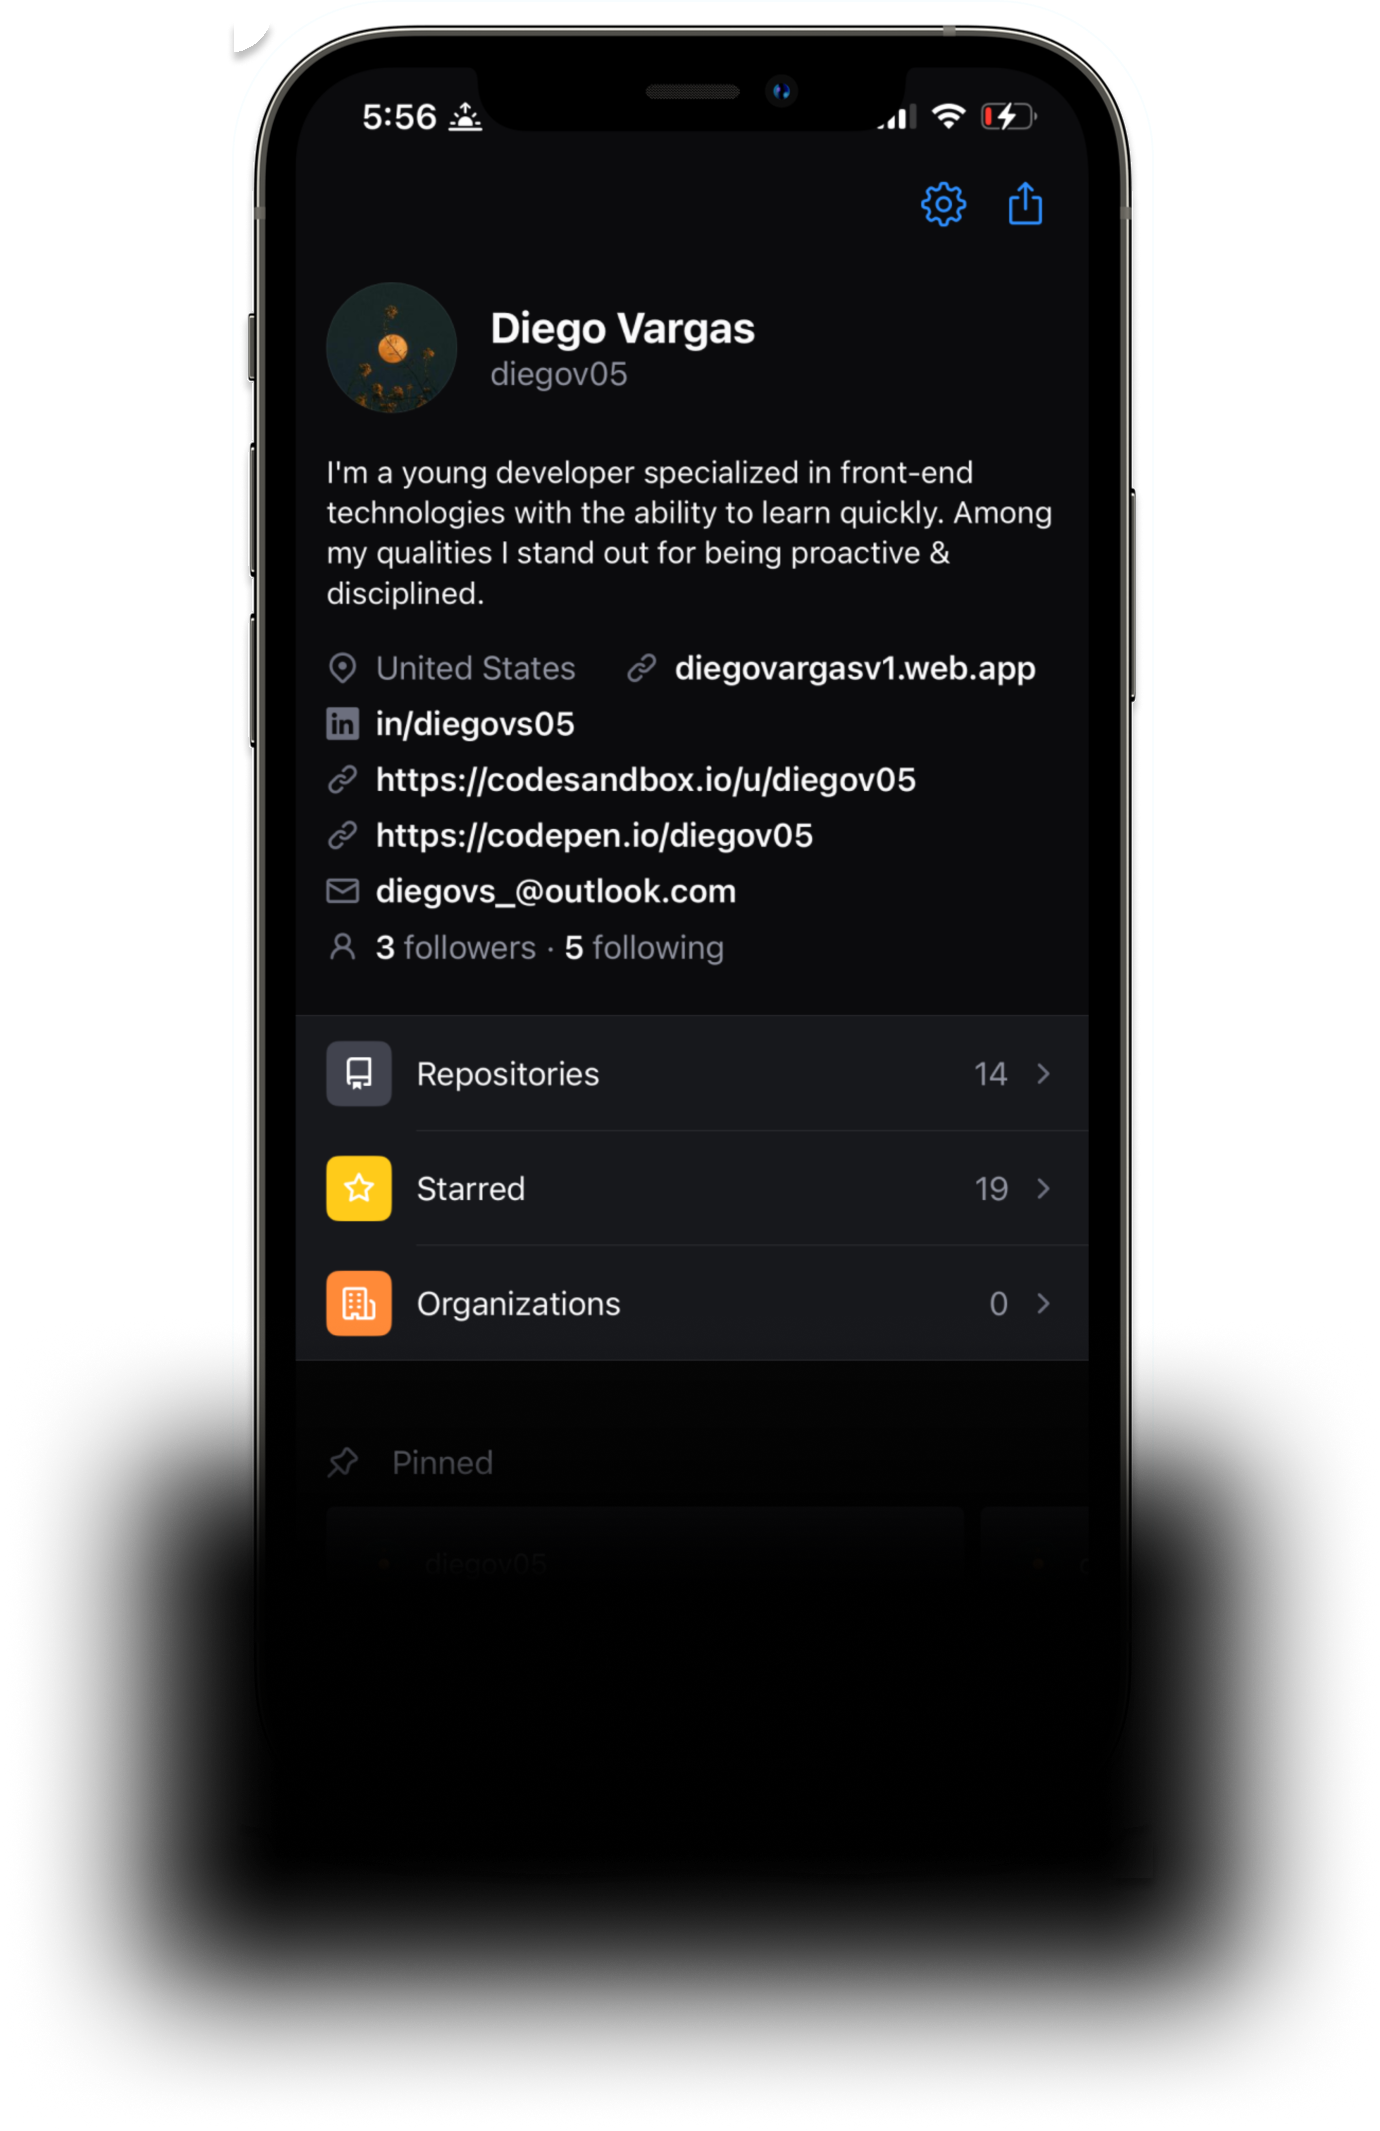 5:56
Diego Vargas
diegov05
I'm a young developer specialized in front-end
technologies with the ability to learn quickly. Among
my qualities I stand out for being proactive &
disciplined.
United States diegovargasv1.web.app
in in/diegovs05
https://codesandbox.io/u/diegov05
https://codepen.io/diegov05
diegovs_@outlook.com
3 followers · 5 following
Repositories 14
Starred 19
Organizations 0
Pinned
diegov05